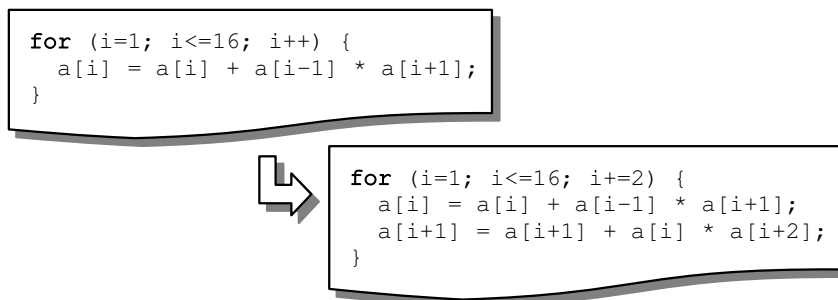 for (i=1; i<=16; i++) {
  a[i] = a[i] + a[i−1] * a[i+1];
}
for (i=1; i<=16; i+=2) {
  a[i] = a[i] + a[i−1] * a[i+1];
  a[i+1] = a[i+1] + a[i] * a[i+2];
}